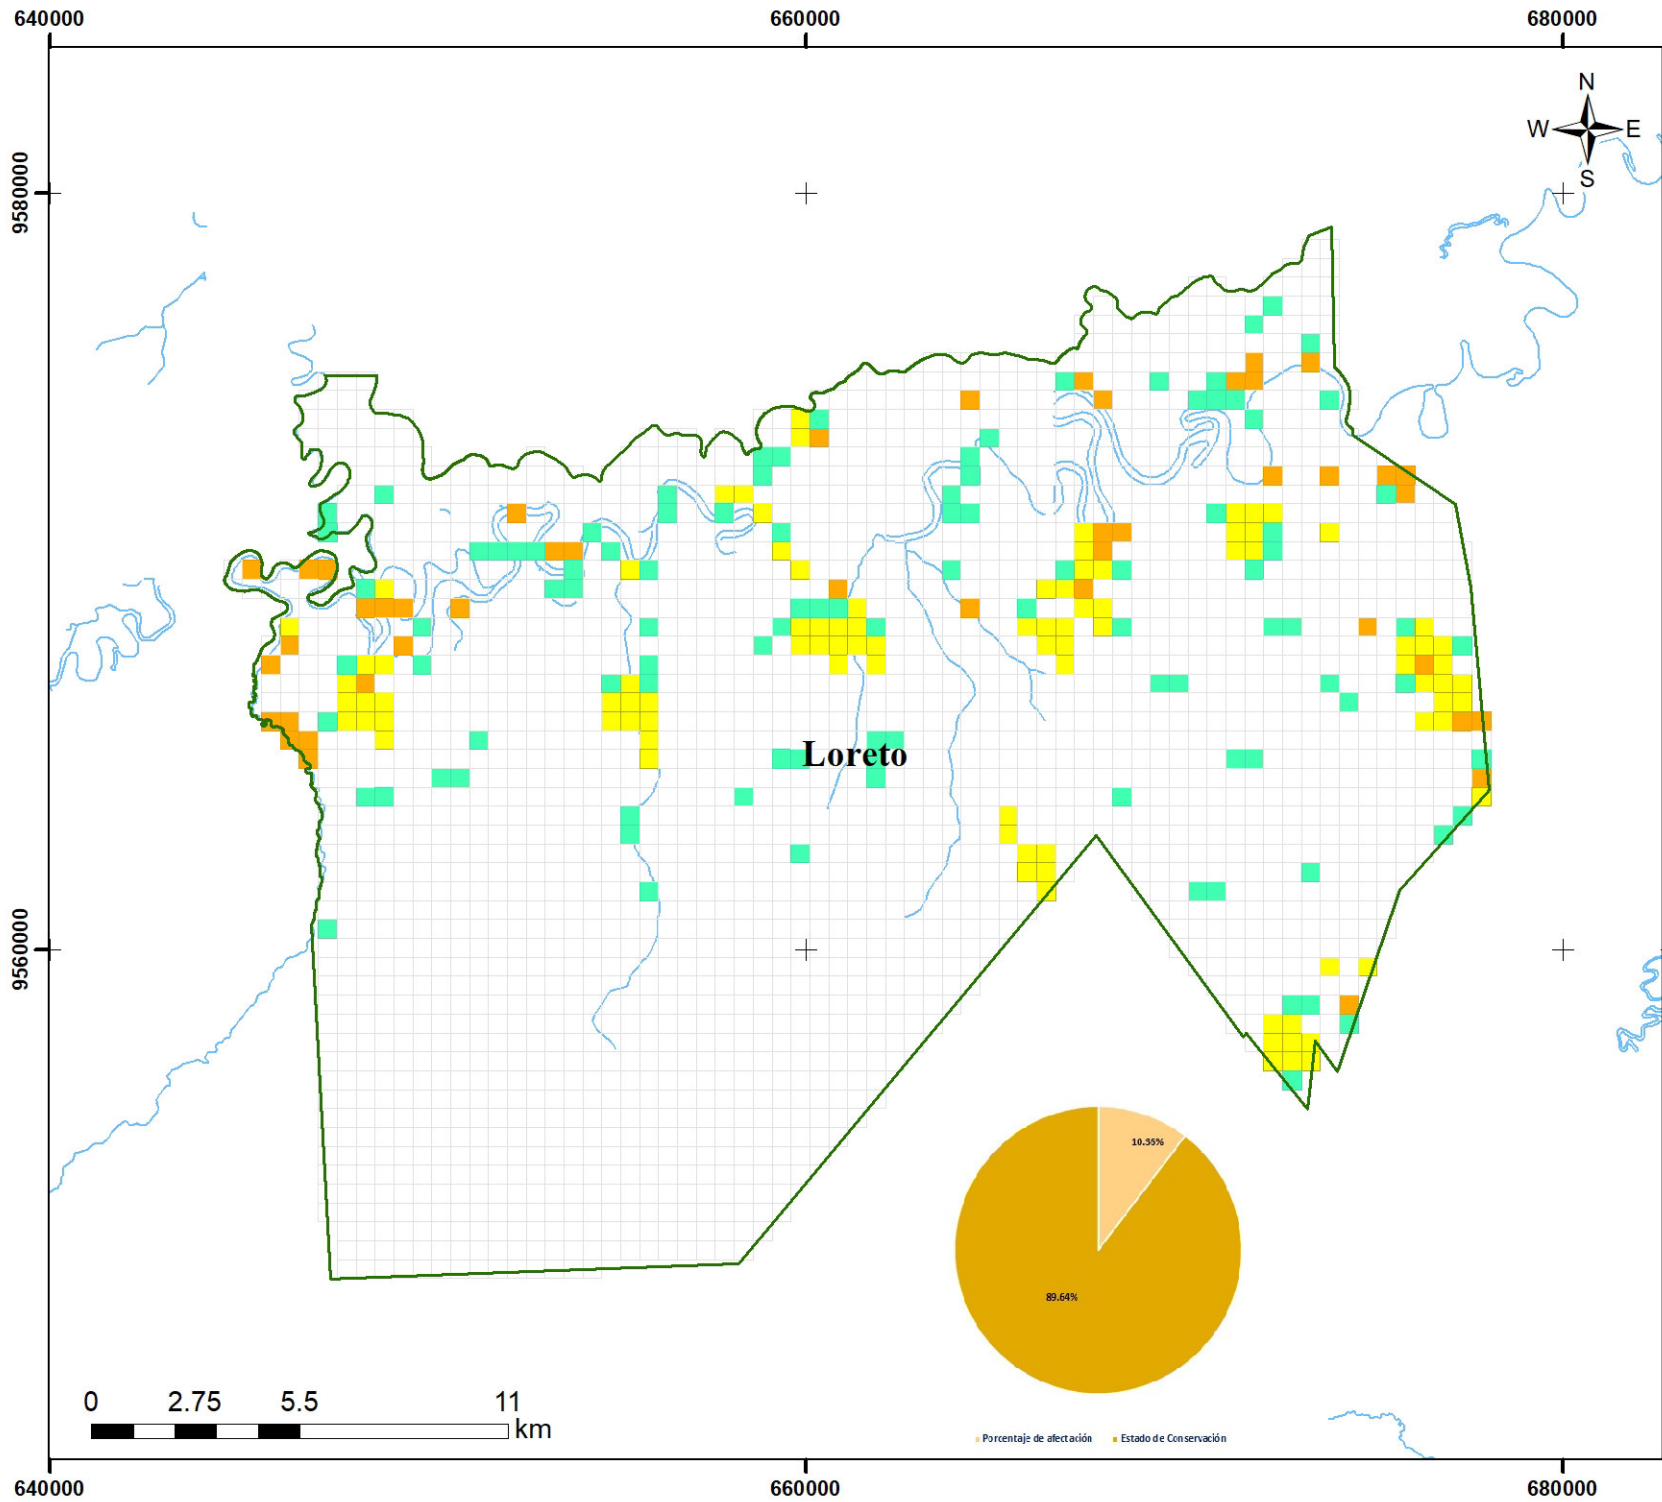 640000 660000 680000
N
W E
S
9580000
Loreto
9560000
10.36%
89.64%
0 2.75 5.5 11
km
Porcentaje de afectación Estado de Conservación
640000 660000 680000